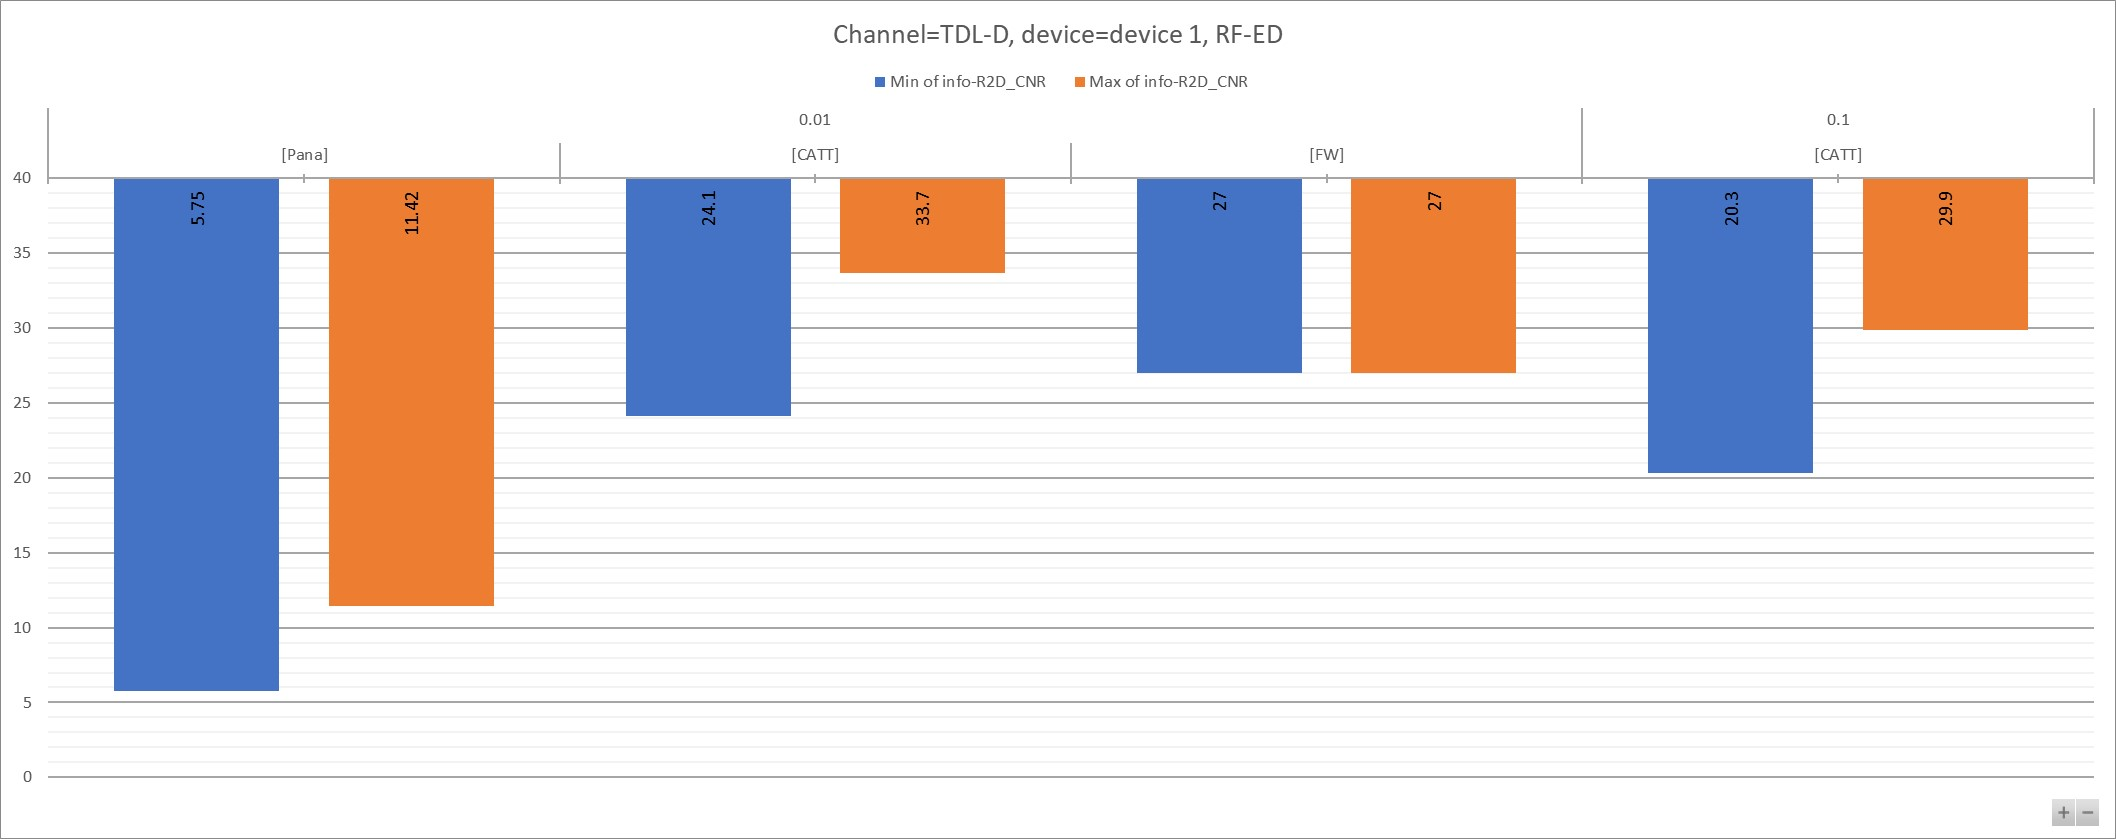 Channel=TDL-D, device=device 1, RF-ED
Min of info-R2D_CNR Max of info-R2D_CNR
0.01 0.1
[Pana] [CATT] [FW] [CATT]
40
5.75 11.42 24.1 33.7 27 27 20.3 29.9
35
30
25
20
15
10
5
0
+ −